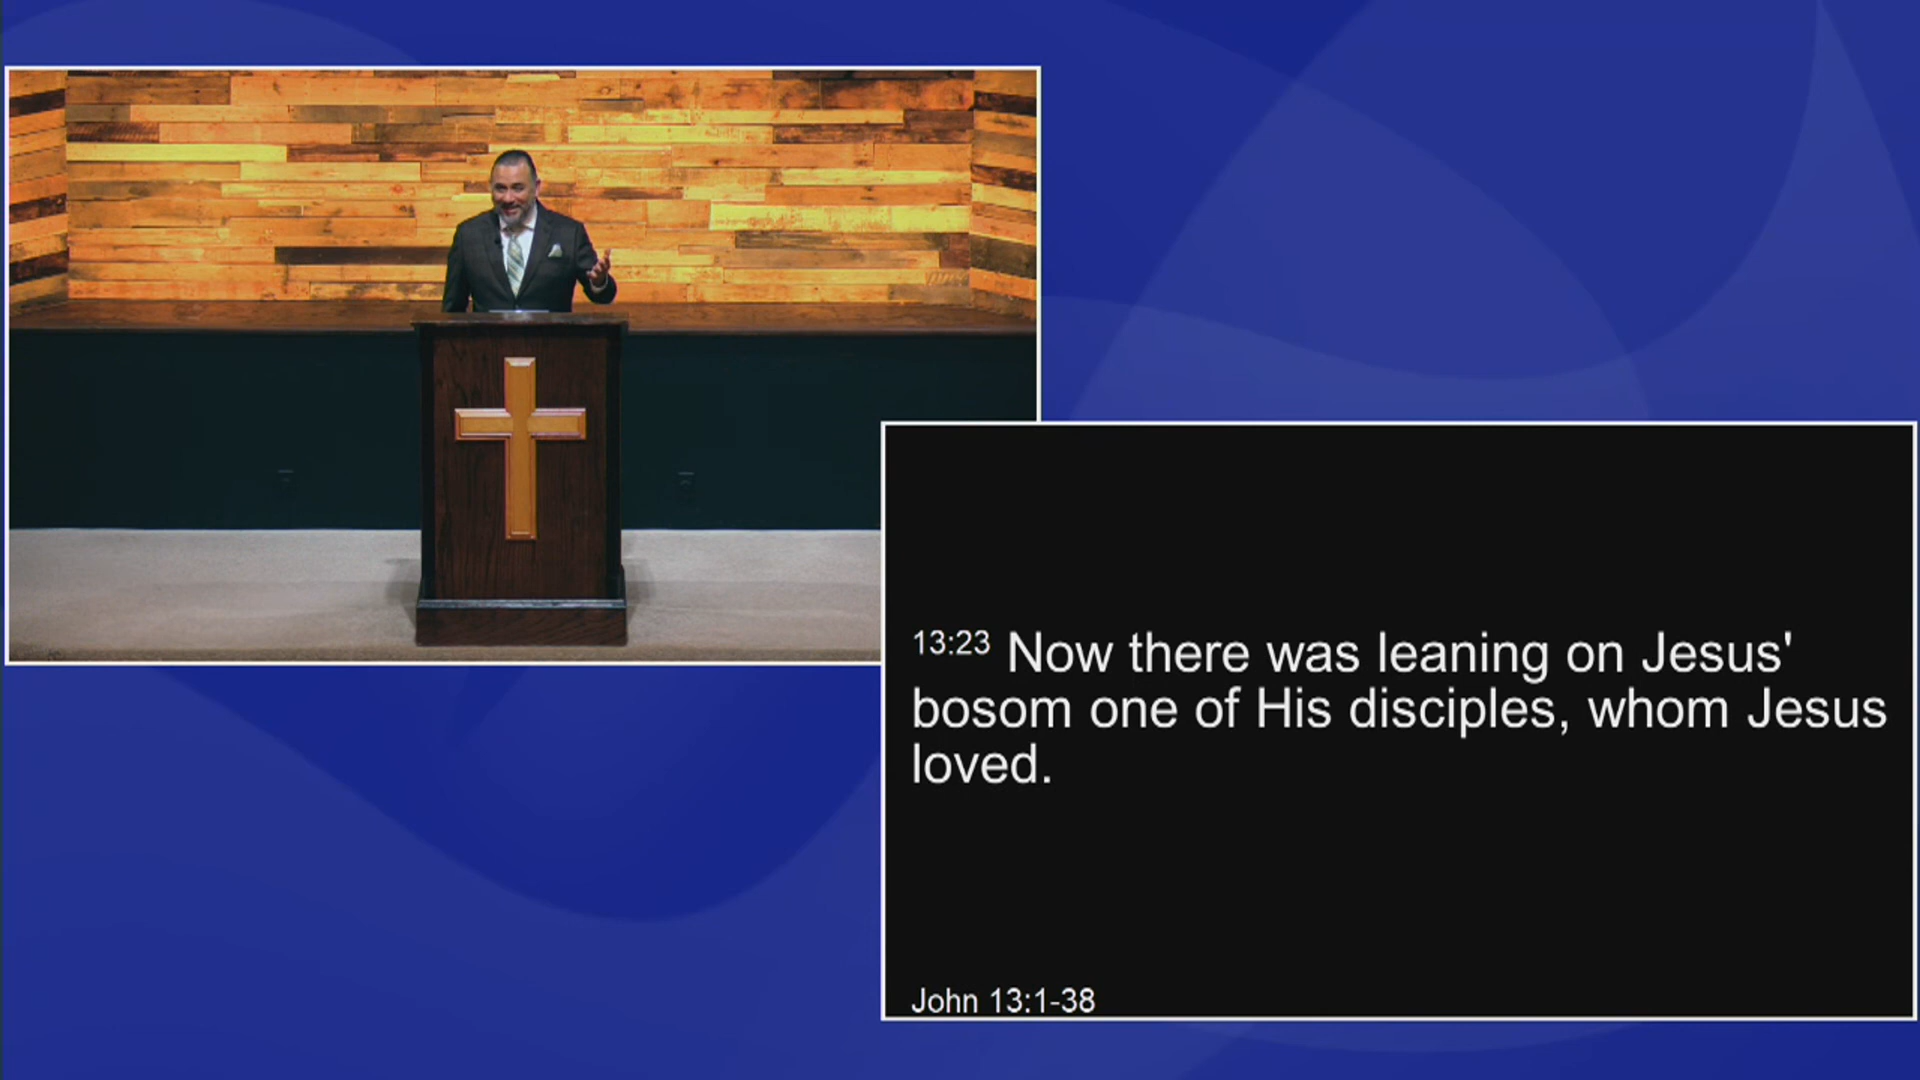 13:23 Now there was leaning on Jesus'
bosom one of His disciples, whom Jesus
loved.
John 13:1-38